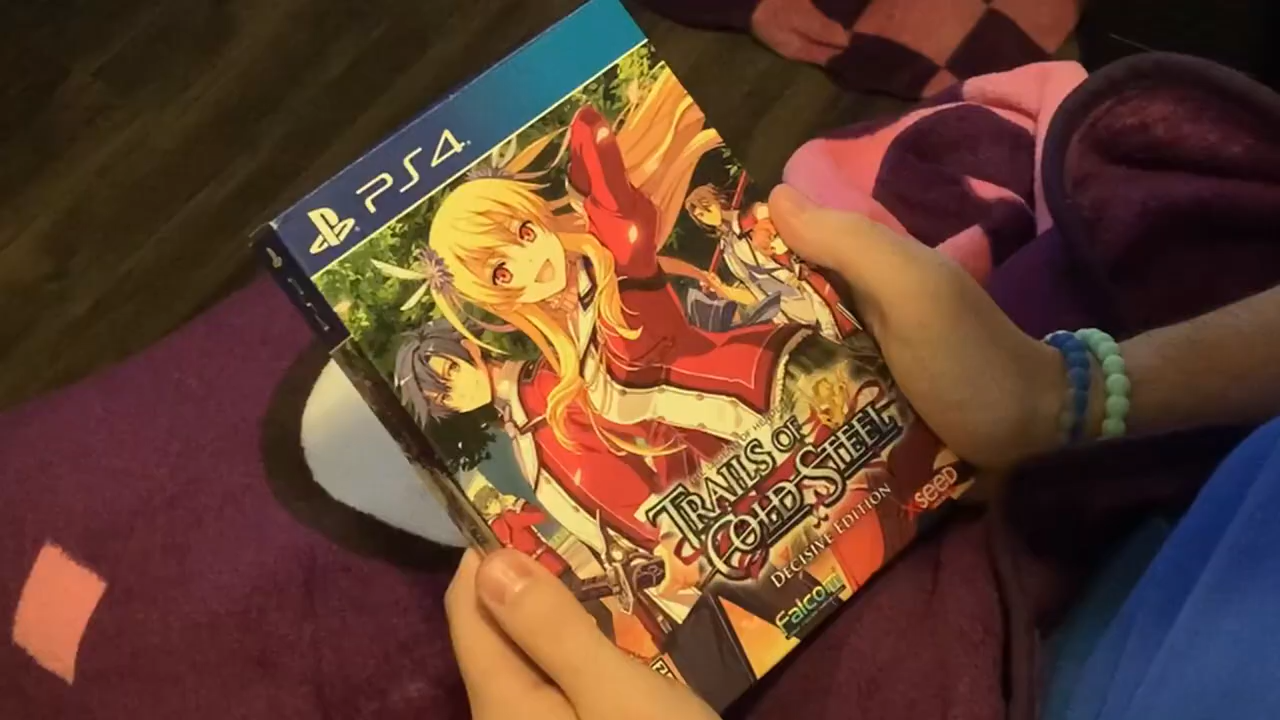 PS4
TRAILS OF
COLD STEEL
DECISIVE EDITION
XSEED
Falcom